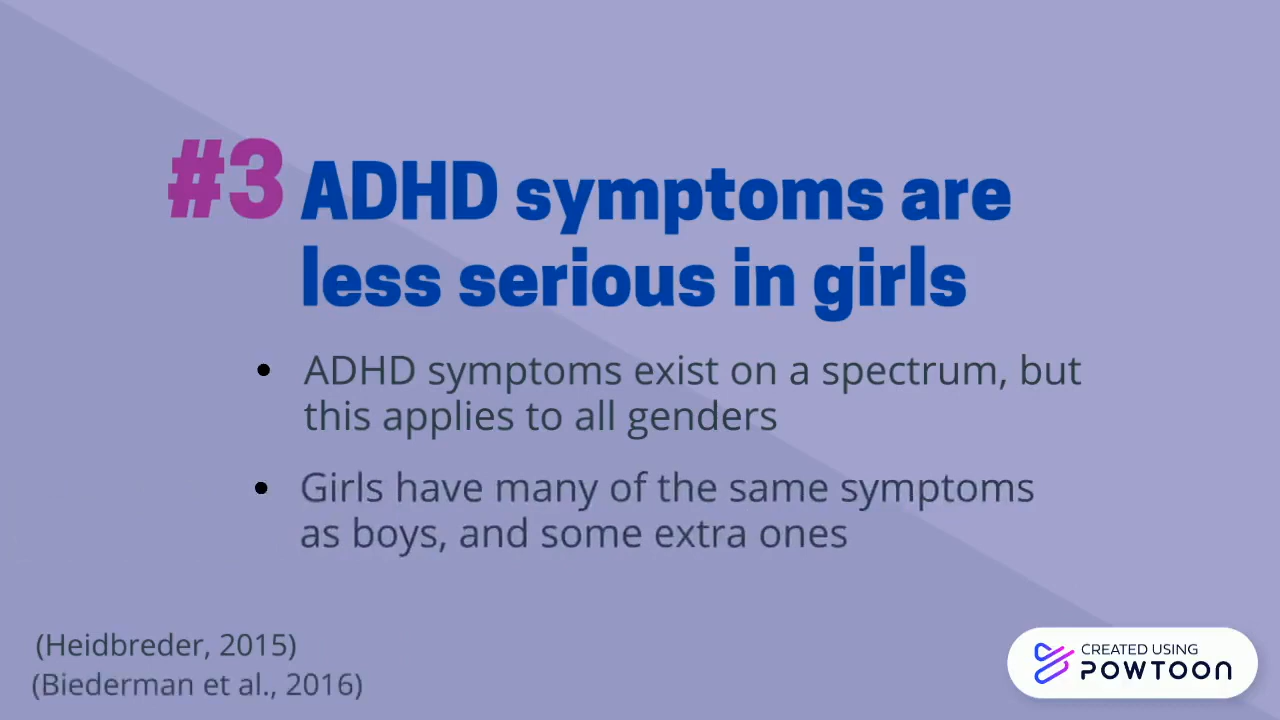 #3 ADHD symptoms are
less serious in girls
• ADHD symptoms exist on a spectrum, but
this applies to all genders
• Girls have many of the same symptoms
as boys, and some extra ones
(Heidbreder, 2015)
(Biederman et al., 2016)
CREATED USING
POWTOON